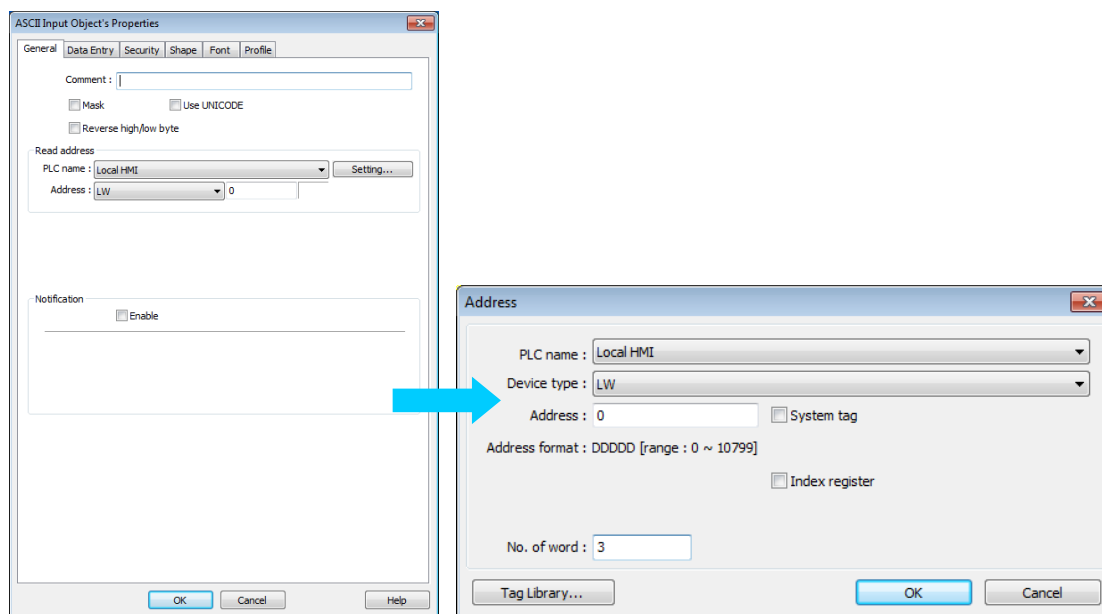 ASCII Input Object's Properties
General Data Entry Security Shape Font Profile
Comment :
Mask Use UNICODE
Reverse high/low byte
Read address
PLC name : Local HMI Setting...
Address : LW 0
Notification
Enable
OK Cancel Help
Address
PLC name : Local HMI
Device type : LW
Address : 0 System tag
Address format : DDDDD [range : 0 ~ 10799]
Index register
No. of word : 3
Tag Library... OK Cancel